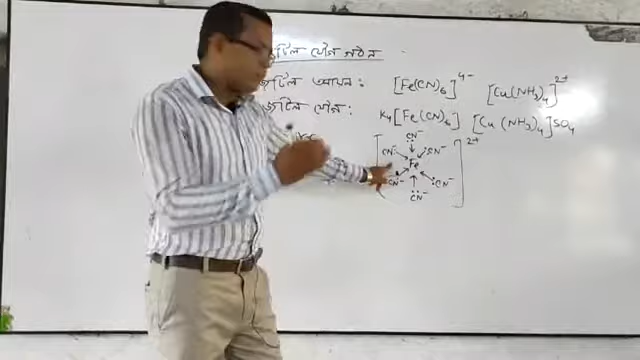 জটিল যৌগ গঠন
জটিল আয়ন: [Fe(CN)₆]⁴⁻ [Cu(NH₃)₄]²⁺
জটিল যৌগ: K₄[Fe(CN)₆] [Cu(NH₃)₄]SO₄
CN⁻
CN⁻ CN⁻ 2+
Fe
CN⁻ CN⁻
CN⁻